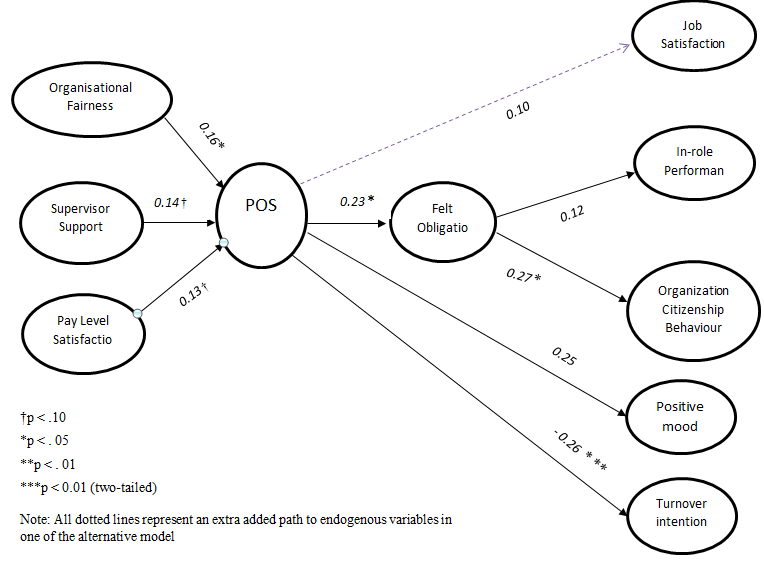 Job
Satisfaction
Organisational
Fairness
0.16*
0.10
In-role
Performan
Supervisor
Support
0.14†
POS
0.23*
Felt
Obligatio
0.12
0.27*
Organization
Citizenship
Behaviour
Pay Level
Satisfactio
0.13†
0.25
Positive
mood
-0.26 ***
Turnover
intention
†p < .10
*p < . 05
**p < . 01
***p < 0.01 (two-tailed)
Note: All dotted lines represent an extra added path to endogenous variables in
one of the alternative model